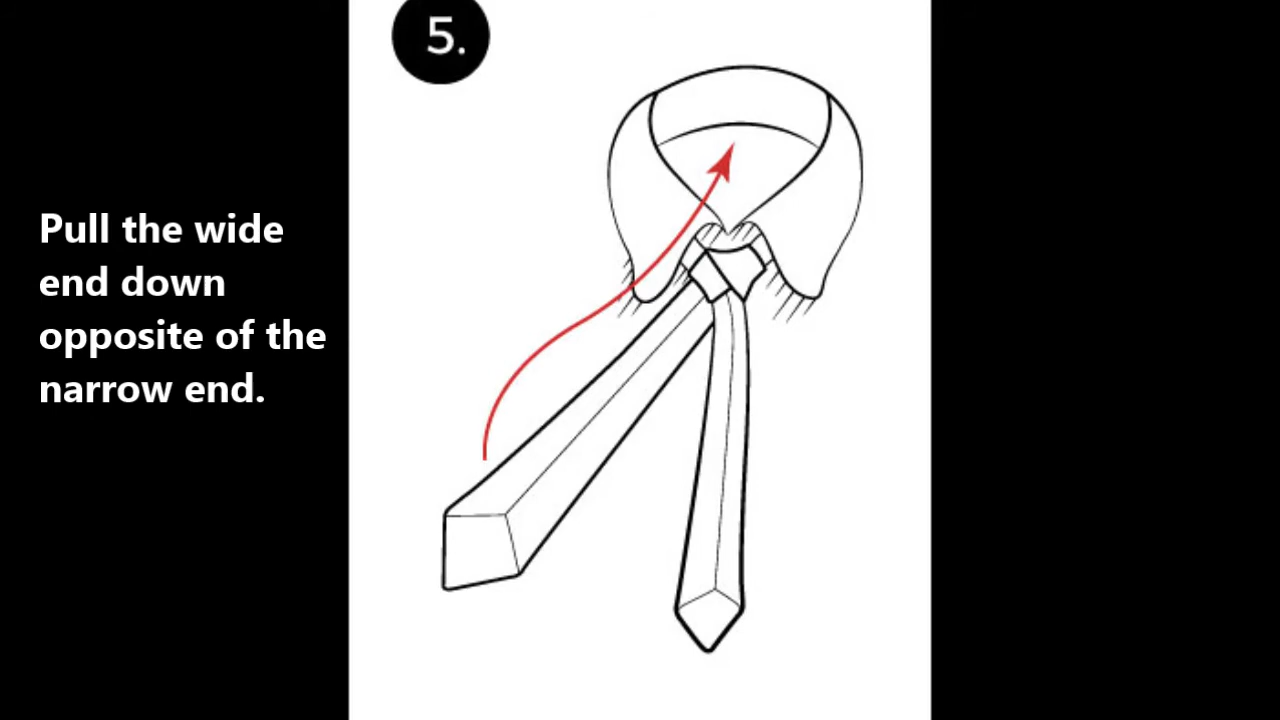 5.
Pull the wide
end down
opposite of the
narrow end.